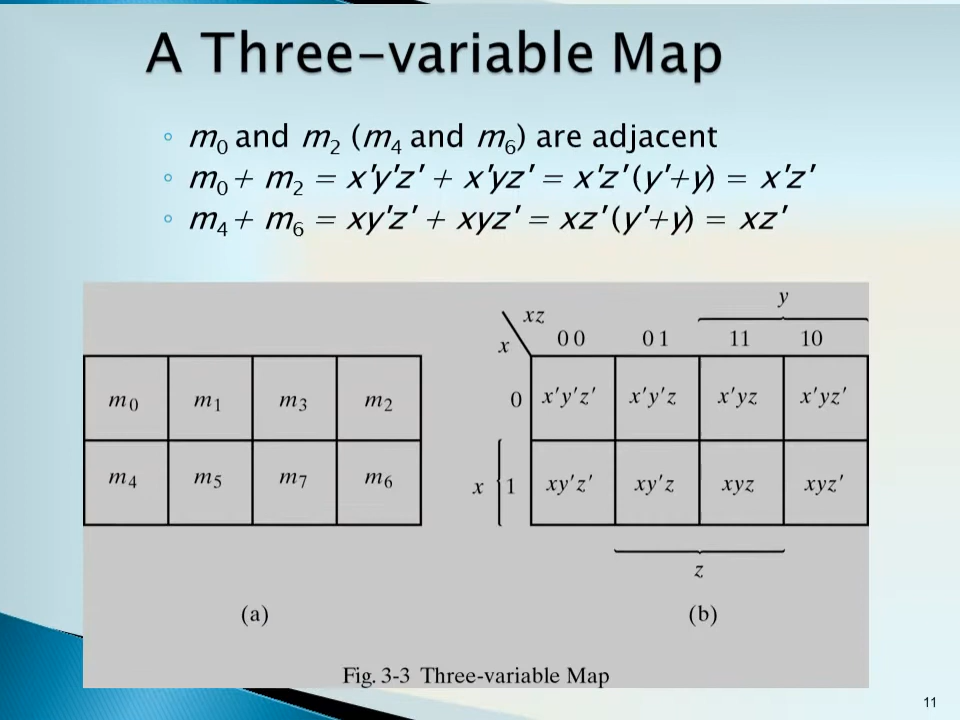 A Three-variable Map
◦ m0 and m2 (m4 and m6) are adjacent
◦ m0 + m2 = x'y'z' + x'yz' = x'z' (y'+y) = x'z'
◦ m4 + m6 = xy'z' + xyz' = xz' (y'+y) = xz'
y
xz
x 0 0 0 1 11 10
m0 m1 m3 m2
0 x'y'z' x'y'z x'yz x'yz'
m4 m5 m7 m6
x 1 xy'z' xy'z xyz xyz'
z
(a) (b)
Fig. 3-3 Three-variable Map
11